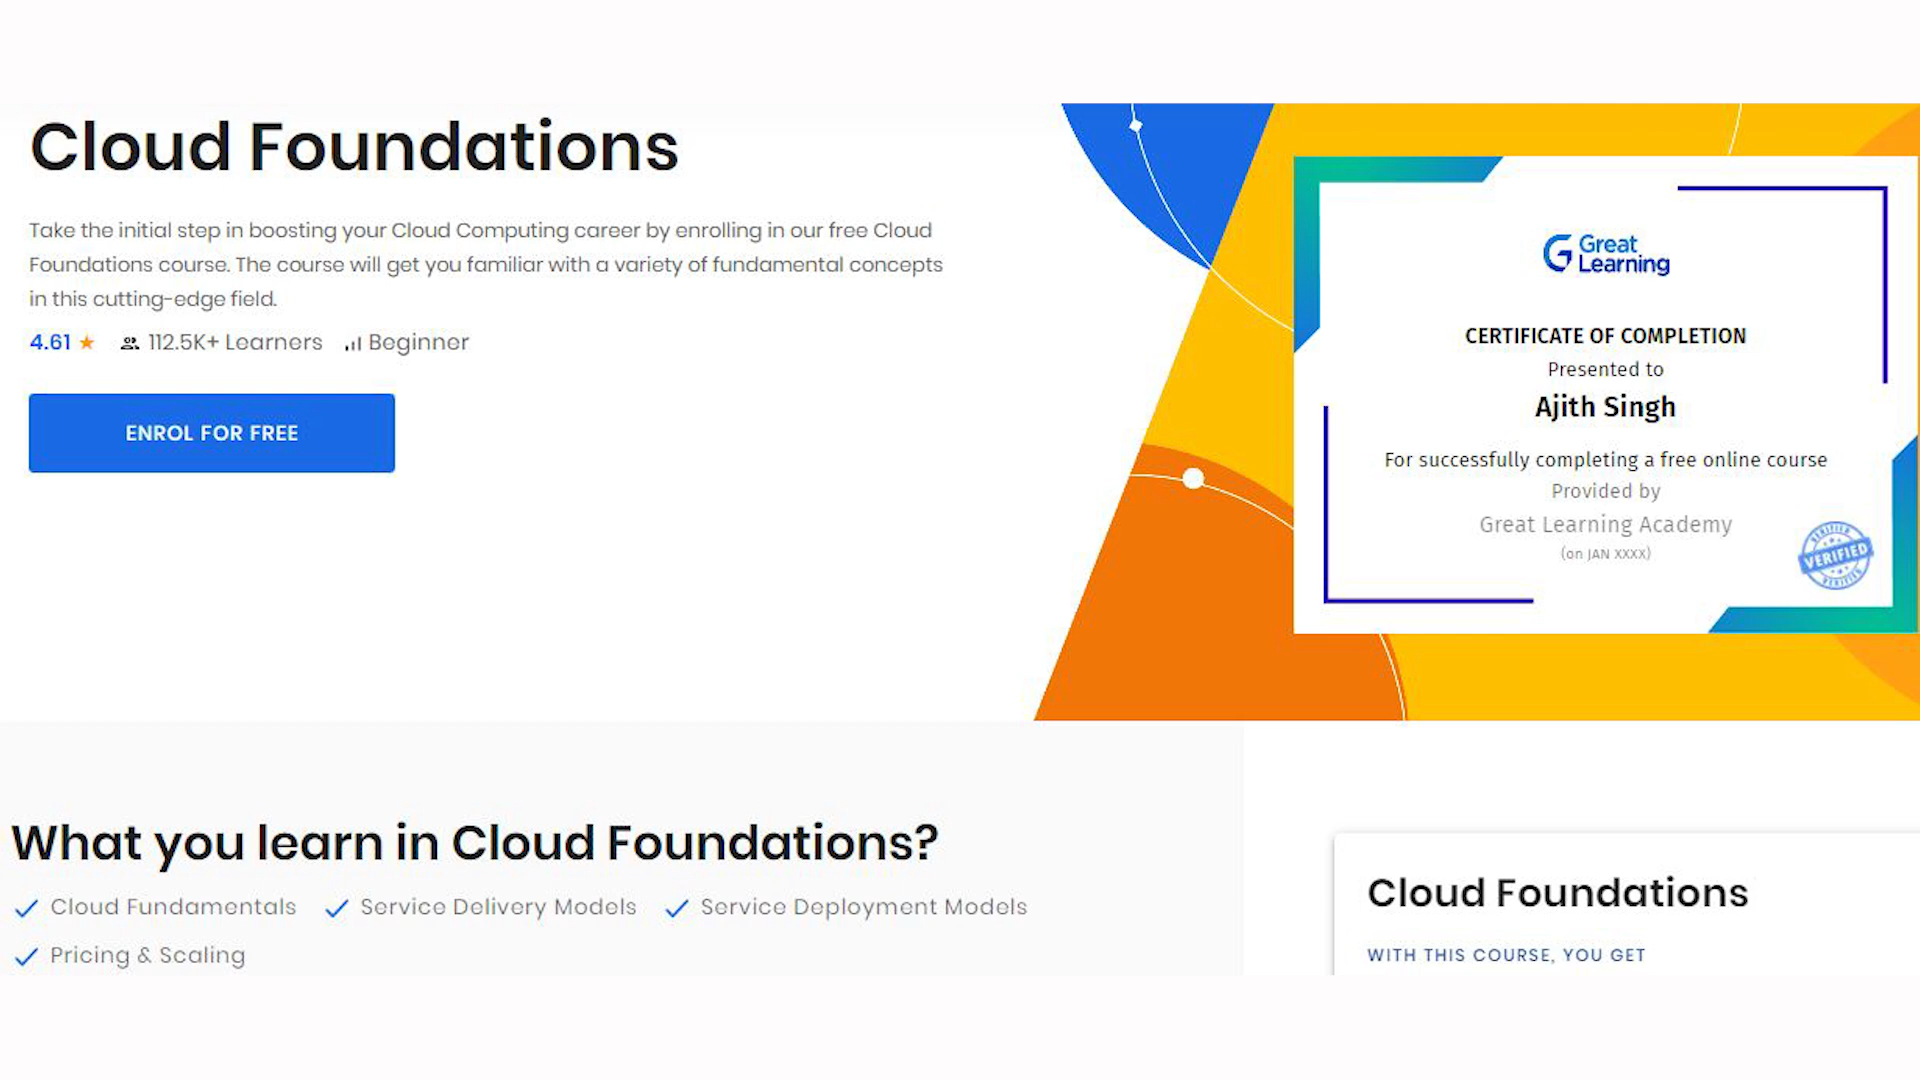 Cloud Foundations
Take the initial step in boosting your Cloud Computing career by enrolling in our free Cloud
Foundations course. The course will get you familiar with a variety of fundamental concepts
in this cutting-edge field.
4.61 ★ 112.5K+ Learners Beginner
ENROL FOR FREE
Great
Learning
CERTIFICATE OF COMPLETION
Presented to
Ajith Singh
For successfully completing a free online course
Provided by
Great Learning Academy
(on JAN XXXX)
VERIFIED
VERIFIED
VERIFIED
What you learn in Cloud Foundations?
Cloud Fundamentals Service Delivery Models Service Deployment Models
Pricing & Scaling
Cloud Foundations
WITH THIS COURSE, YOU GET